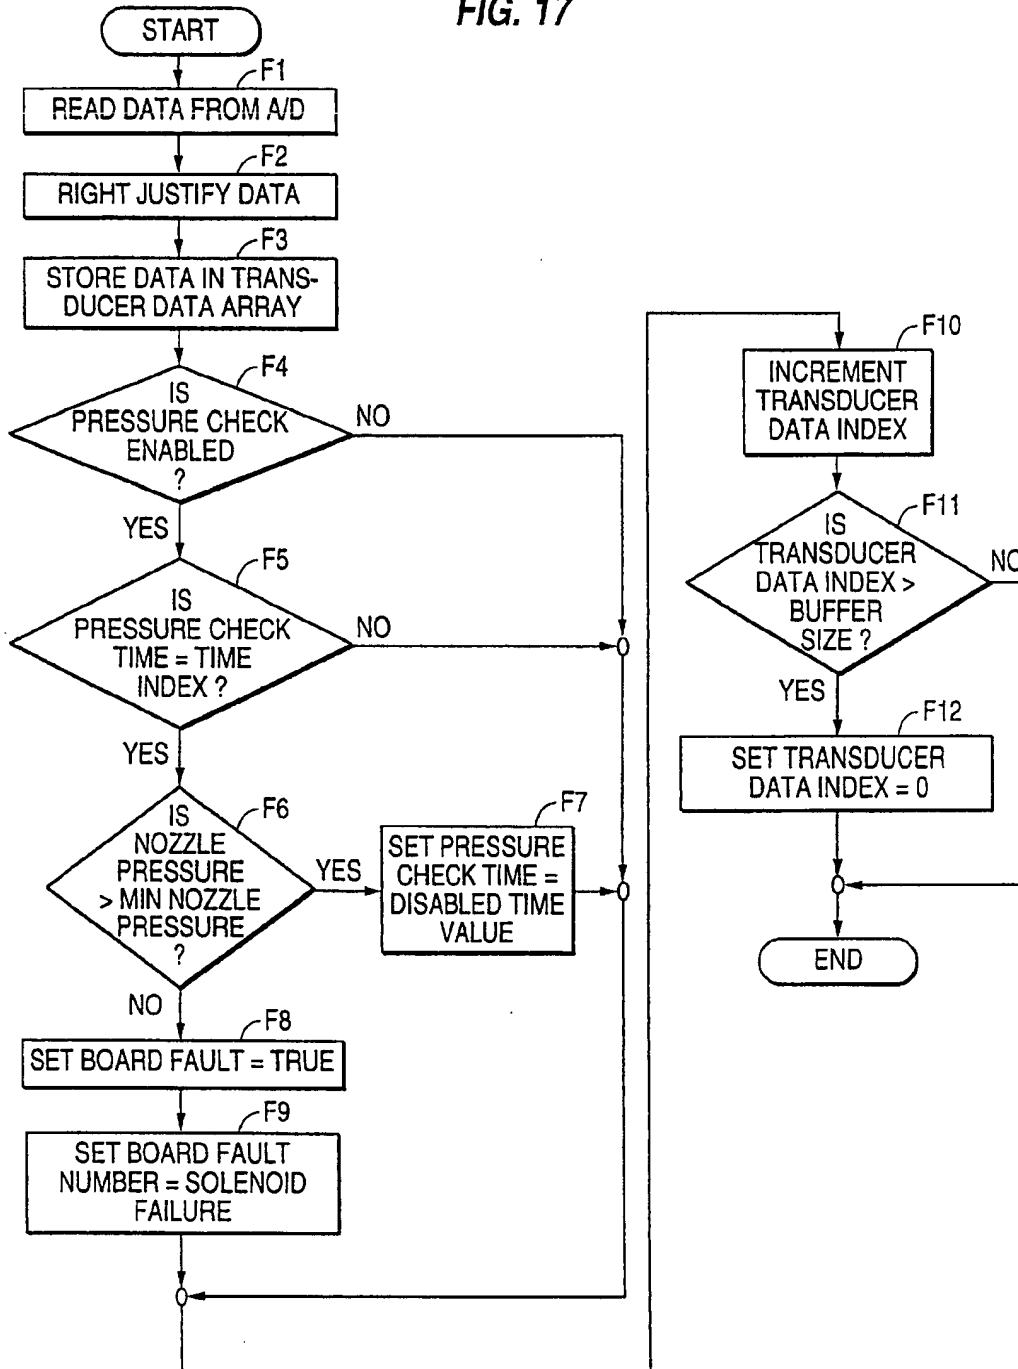 FIG. 17
START
F1
READ DATA FROM A/D
F2
RIGHT JUSTIFY DATA
F3
STORE DATA IN TRANS-
DUCER DATA ARRAY
F4
IS
PRESSURE CHECK
ENABLED
?
NO
YES
F5
IS
PRESSURE CHECK
TIME = TIME
INDEX ?
NO
YES
F6
IS
NOZZLE
PRESSURE
> MIN NOZZLE
PRESSURE
?
YES
F7
SET PRESSURE
CHECK TIME =
DISABLED TIME
VALUE
NO
F8
SET BOARD FAULT = TRUE
F9
SET BOARD FAULT
NUMBER = SOLENOID
FAILURE
F10
INCREMENT
TRANSDUCER
DATA INDEX
F11
IS
TRANSDUCER
DATA INDEX >
BUFFER
SIZE ?
NO
YES
F12
SET TRANSDUCER
DATA INDEX = 0
END